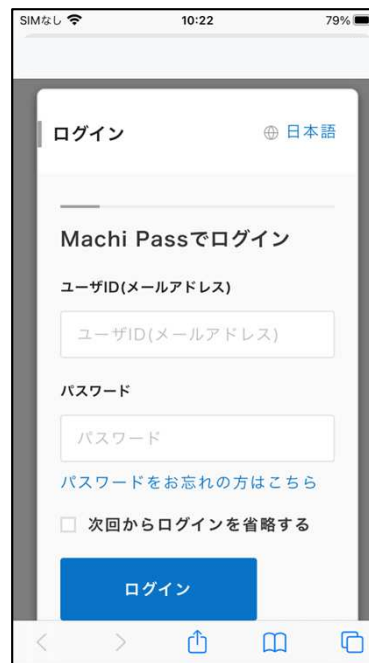 SIMなし 10:22 79%
ログイン 日本語
Machi Passでログイン
ユーザID(メールアドレス)
ユーザID(メールアドレス)
パスワード
パスワード
パスワードをお忘れの方はこちら
次回からログインを省略する
ログイン